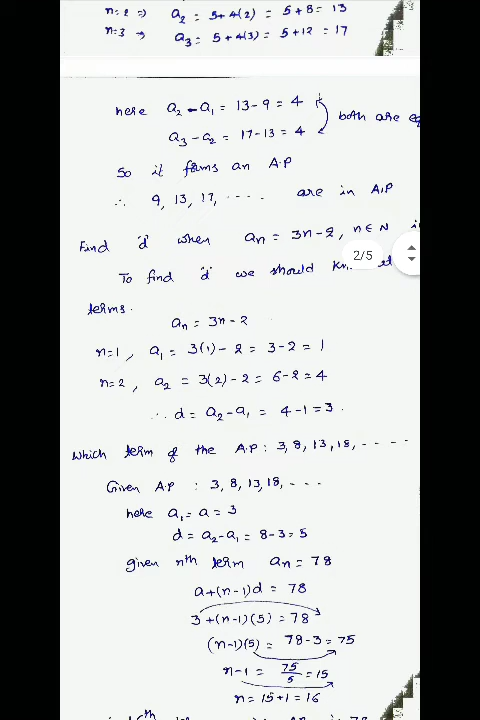 n=2 => a2 = 5+4(2) = 5+8 = 13
n=3 → a3 = 5+4(3) = 5+12 = 17
here a2 - a1 = 13-9 = 4
both are
a3 - a2 = 17-13 = 4
So it forms an A.P
∴ 9, 13, 17, ---- are in A.P
Find 'd' when an = 3n-2, n∈N
2/5
To find 'd' we should
terms.
an = 3n-2
n=1, a1 = 3(1)-2 = 3-2 = 1
n=2, a2 = 3(2)-2 = 6-2 = 4
∴ d = a2-a1 = 4-1 = 3.
Which term of the A.P : 3, 8, 13, 18, -----
Given A.P : 3, 8, 13, 18, ---
here a1 = a = 3
d = a2-a1 = 8-3 = 5
given nth term an = 78
a+(n-1)d = 78
3+(n-1)(5) = 78
(n-1)(5) = 78-3 = 75
n-1 = 75/5 = 15
n = 15+1 = 16